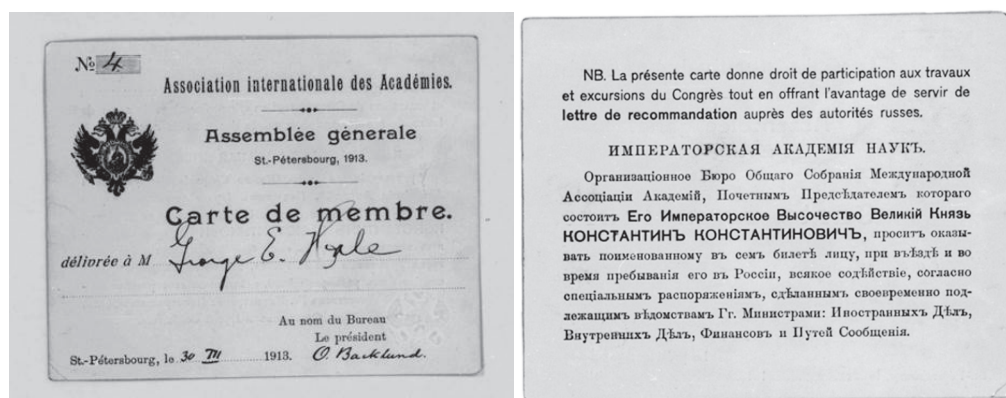 № 4
Association internationale des Académies.
Assemblée générale
St.-Pétersbourg, 1913.
Carte de membre.
délivrée à M George E. Hale
Au nom du Bureau
Le président
St.-Pétersbourg, le 30 III 1913. O. Backlund.
NB. La présente carte donne droit de participation aux travaux
et excursions du Congrès tout en offrant l'avantage de servir de
lettre de recommandation auprès des autorités russes.
ИМПЕРАТОРСКАЯ АКАДЕМІЯ НАУКЪ.
Организаціонное Бюро Общаго Собранія Международной
Ассоціаціи Академій, Почетнымъ Предсѣдателемъ котораго
состоитъ Его Императорское Высочество Великій Князь
КОНСТАНТИНЪ КОНСТАНТИНОВИЧЪ, проситъ оказы-
вать поименованному въ семъ билетѣ лицу, при въѣздѣ и во
время пребыванія его въ Россіи, всякое содѣйствіе, согласно
спеціальнымъ распоряженіямъ, сдѣланнымъ своевременно под-
лежащимъ вѣдомствамъ Гг. Министрами: Иностранныхъ Дѣлъ,
Внутреннихъ Дѣлъ, Финансовъ и Путей Сообщенія.